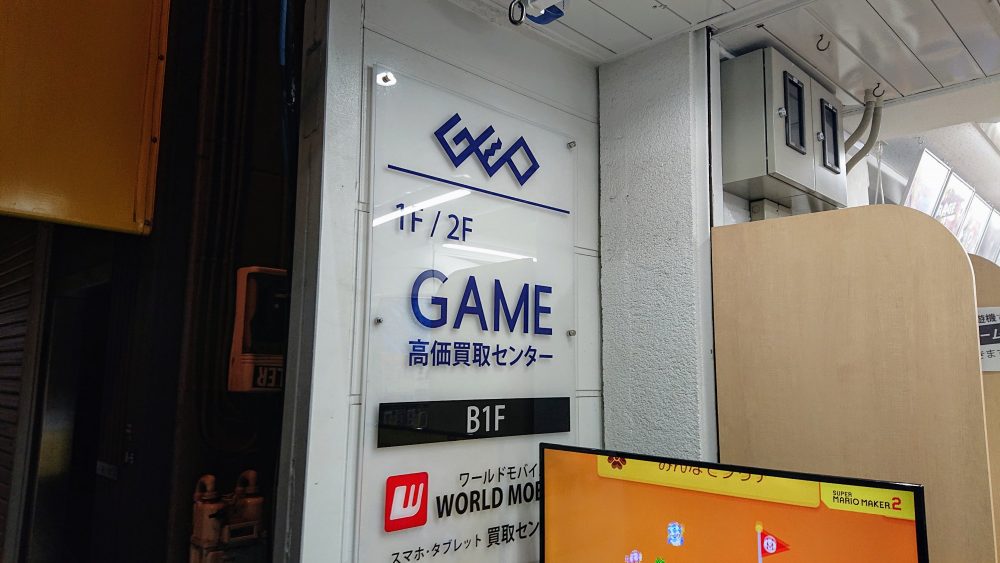 GEO
1F / 2F
GAME
高価買取センター
B1F
ワールドモバイ
WORLD MOB
スマホ・タブレット 買取セン
SUPER
MARIO MAKER 2